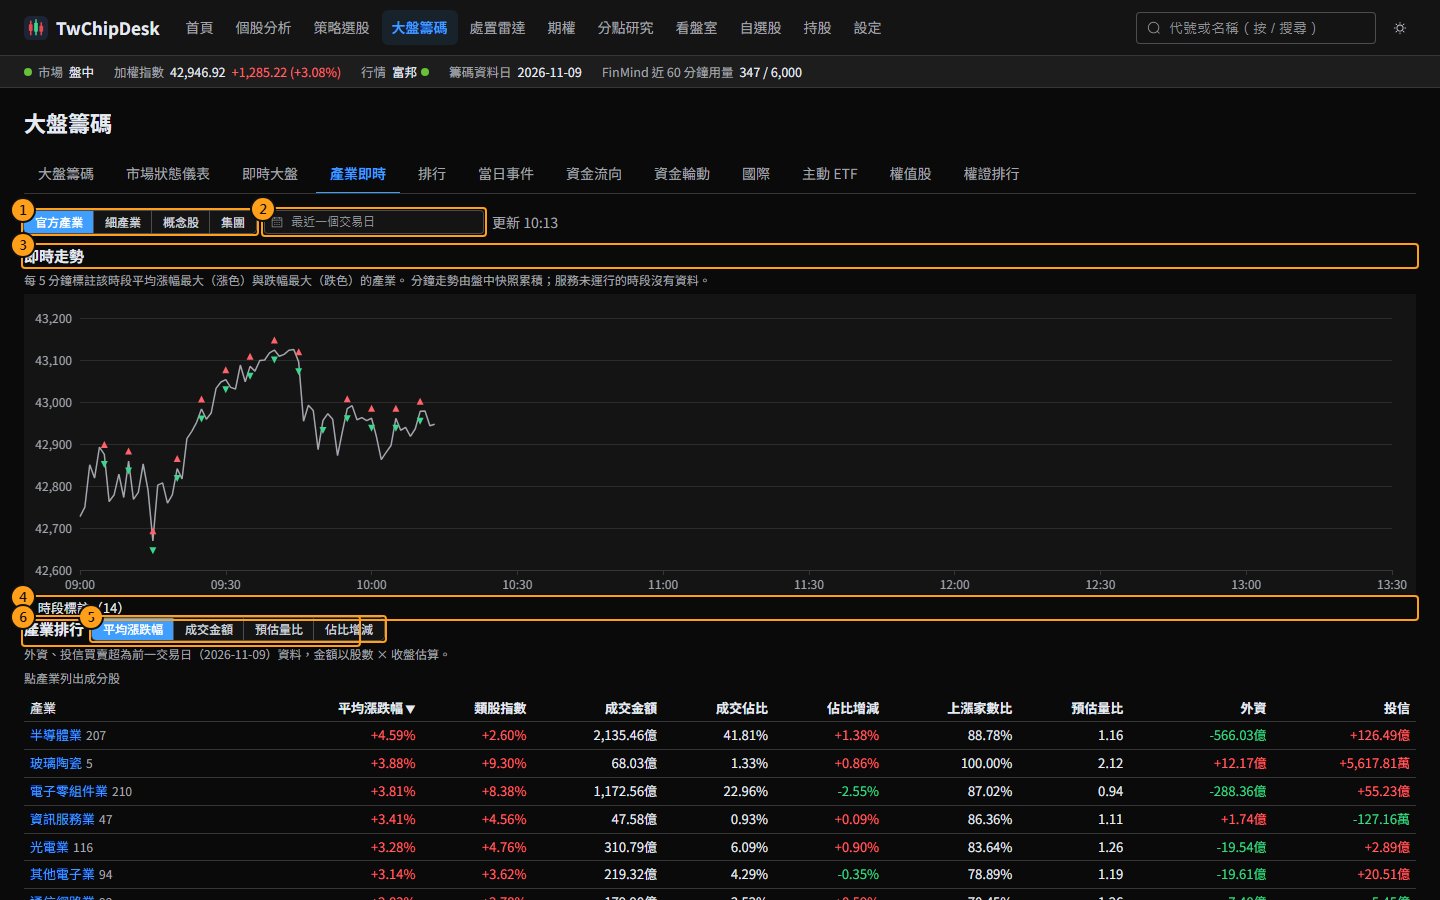 TwChipDesk 首頁 個股分析 策略選股 大盤籌碼 處置雷達 期權 分點研究 看盤室 自選股 持股 設定 代號或名稱（按 / 搜尋）
市場 盤中 加權指數 42,946.92 +1,285.22 (+3.08%) 行情 富邦 籌碼資料日 2026-11-09 FinMind 近 60 分鐘用量 347 / 6,000
大盤籌碼
大盤籌碼 市場狀態儀表 即時大盤 產業即時 排行 當日事件 資金流向 資金輪動 國際 主動 ETF 權值股 權證排行
1 官方產業 細產業 概念股 集團 2 最近一個交易日 更新 10:13
3 即時走勢
每 5 分鐘標註該時段平均漲幅最大（漲色）與跌幅最大（跌色）的產業。 分鐘走勢由盤中快照累積；服務未運行的時段沒有資料。
43,200
43,100
43,000
42,900
42,800
42,700
42,600
09:00 09:30 10:00 10:30 11:00 11:30 12:00 12:30 13:00 13:30
4 時段標註（14）
6 產業排行 5 平均漲跌幅 成交金額 預估量比 佔比增減
外資、投信買賣超為前一交易日（2026-11-09）資料，金額以股數 × 收盤估算。
點產業列出成分股
產業 平均漲跌幅▼ 類股指數 成交金額 成交佔比 佔比增減 上漲家數比 預估量比 外資 投信
半導體業 207 +4.59% +2.60% 2,135.46億 41.81% +1.38% 88.78% 1.16 -566.03億 +126.49億
玻璃陶瓷 5 +3.88% +9.30% 68.03億 1.33% +0.86% 100.00% 2.12 +12.17億 +5,617.81萬
電子零組件業 210 +3.81% +8.38% 1,172.56億 22.96% -2.55% 87.02% 0.94 -288.36億 +55.23億
資訊服務業 47 +3.41% +4.56% 47.58億 0.93% +0.09% 86.36% 1.11 +1.74億 -127.16萬
光電業 116 +3.28% +4.76% 310.79億 6.09% +0.90% 83.64% 1.26 -19.54億 +2.89億
其他電子業 94 +3.14% +3.62% 219.32億 4.29% -0.35% 78.89% 1.19 -19.61億 +20.51億